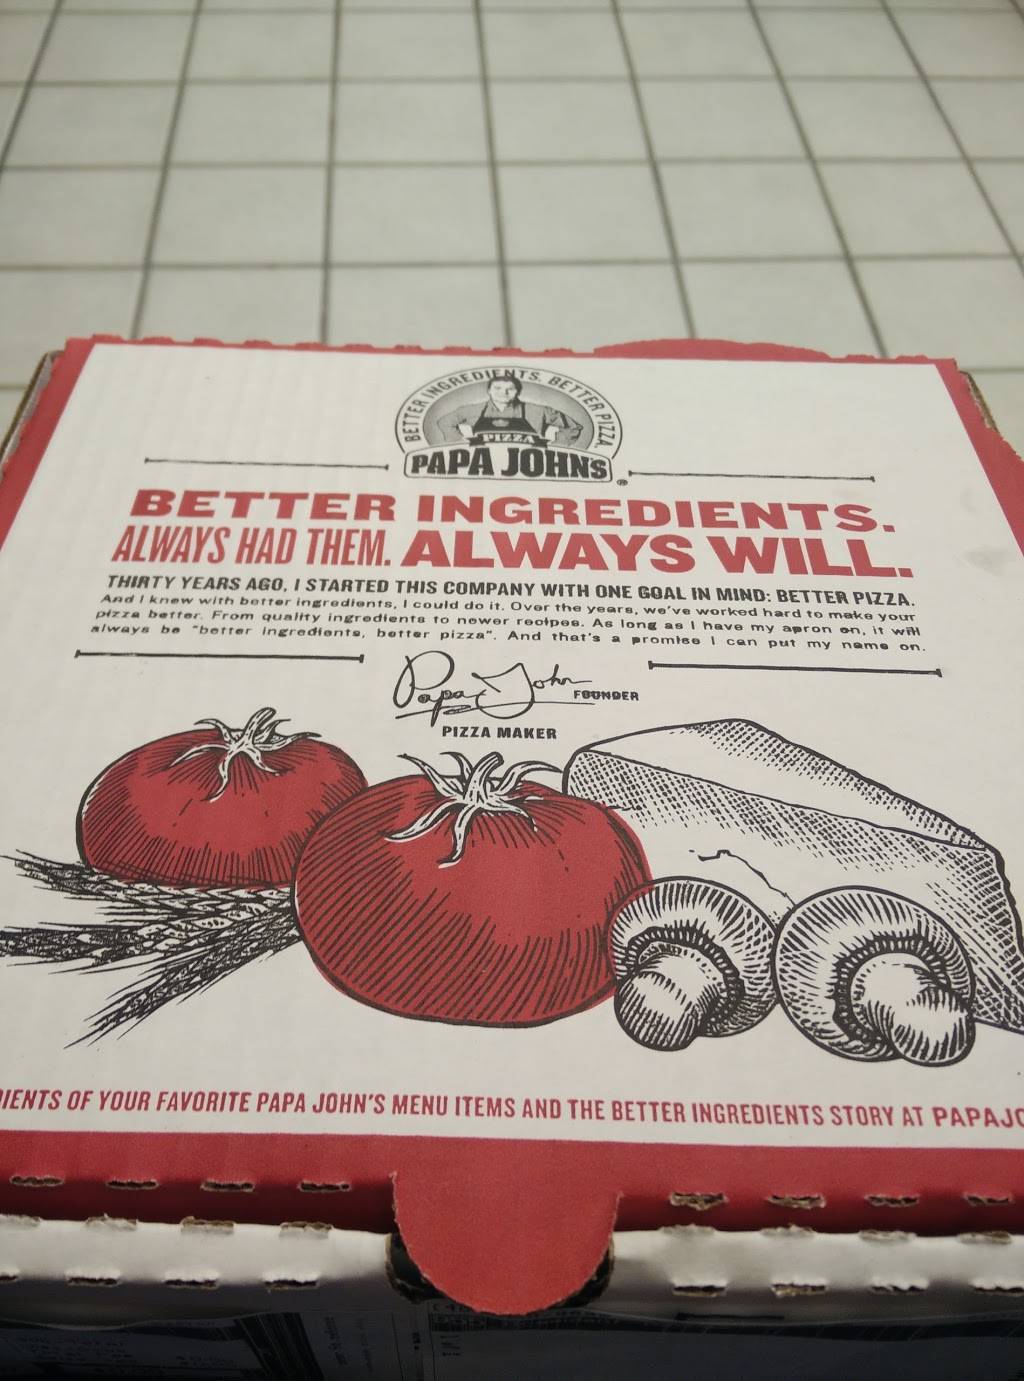 BETTER INGREDIENTS. BETTER PIZZA.
PIZZA
PAPA JOHNS®
BETTER INGREDIENTS.
ALWAYS HAD THEM. ALWAYS WILL.
THIRTY YEARS AGO, I STARTED THIS COMPANY WITH ONE GOAL IN MIND: BETTER PIZZA.
And I knew with better ingredients, I could do it. Over the years, we've worked hard to make your
pizza better. From quality ingredients to newer recipes. As long as I have my apron on, it will
always be "better ingredients, better pizza". And that's a promise I can put my name on.
Papa John
FOUNDER
PIZZA MAKER
DIENTS OF YOUR FAVORITE PAPA JOHN'S MENU ITEMS AND THE BETTER INGREDIENTS STORY AT PAPAJO